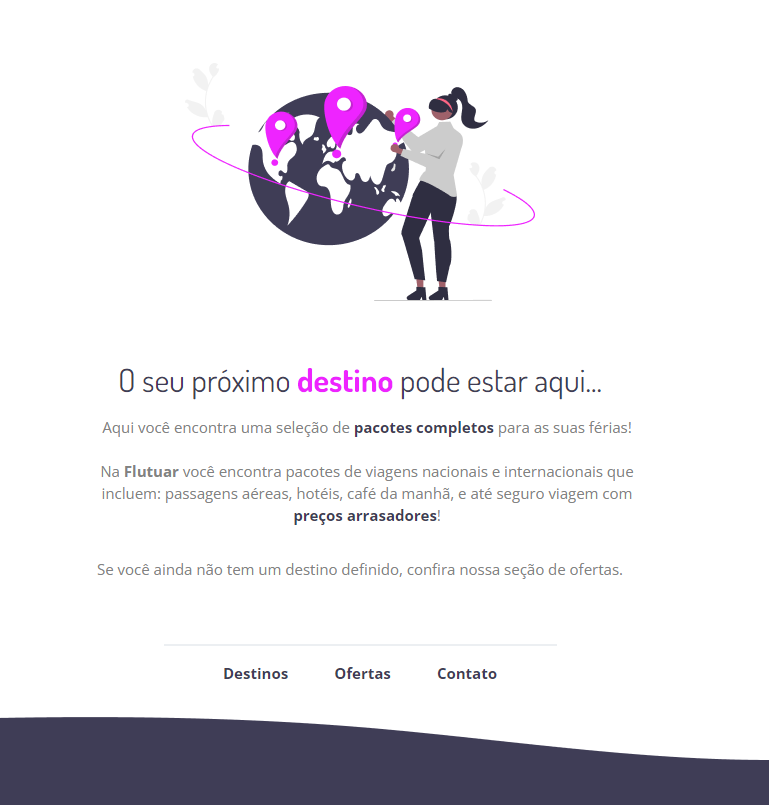 O seu próximo destino pode estar aqui...
Aqui você encontra uma seleção de pacotes completos para as suas férias!
Na Flutuar você encontra pacotes de viagens nacionais e internacionais que
incluem: passagens aéreas, hotéis, café da manhã, e até seguro viagem com
preços arrasadores!
Se você ainda não tem um destino definido, confira nossa seção de ofertas.
Destinos Ofertas Contato